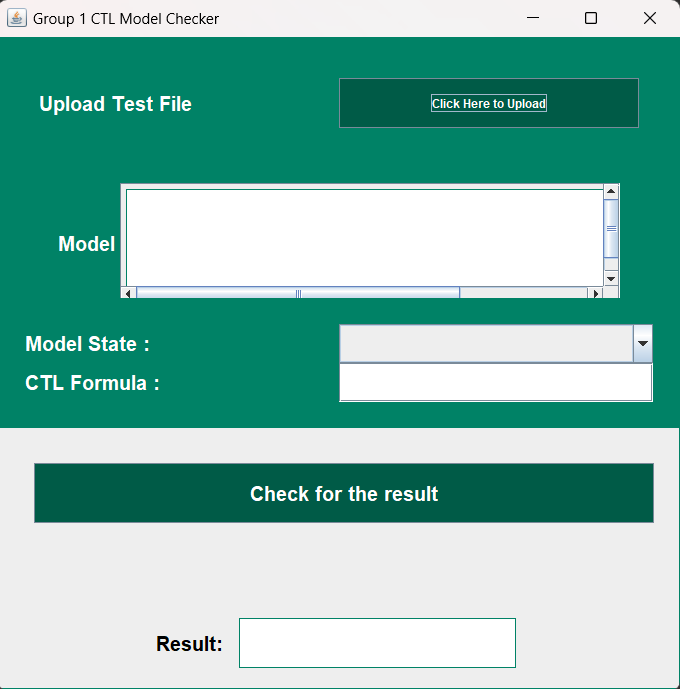 Group 1 CTL Model Checker
Upload Test File
Click Here to Upload
Model
Model State :
CTL Formula :
Check for the result
Result: